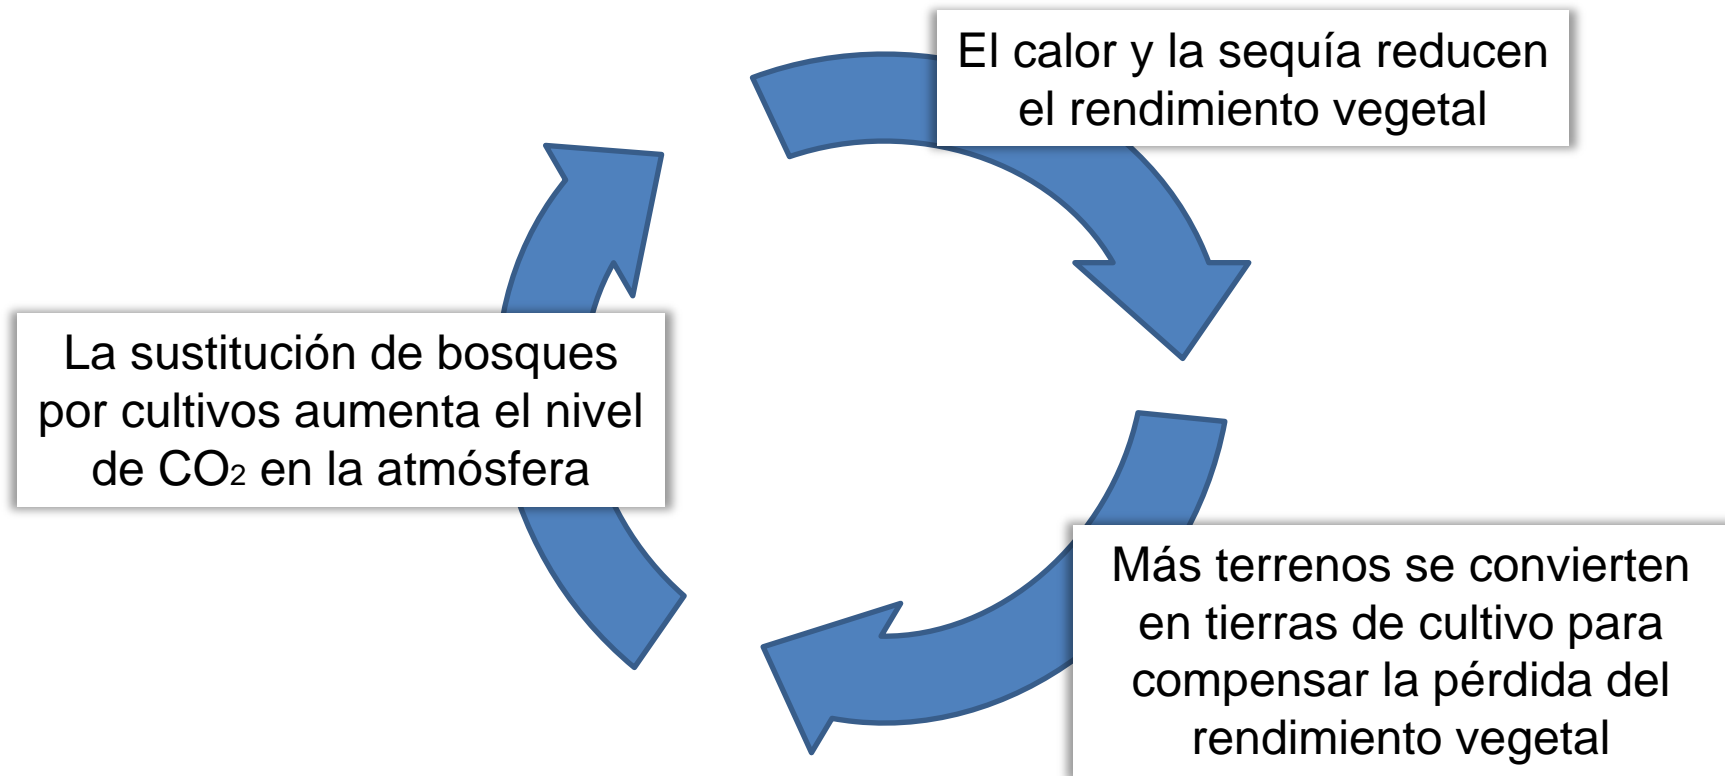 El calor y la sequía reducen
el rendimiento vegetal
La sustitución de bosques
por cultivos aumenta el nivel
de CO2 en la atmósfera
Más terrenos se convierten
en tierras de cultivo para
compensar la pérdida del
rendimiento vegetal